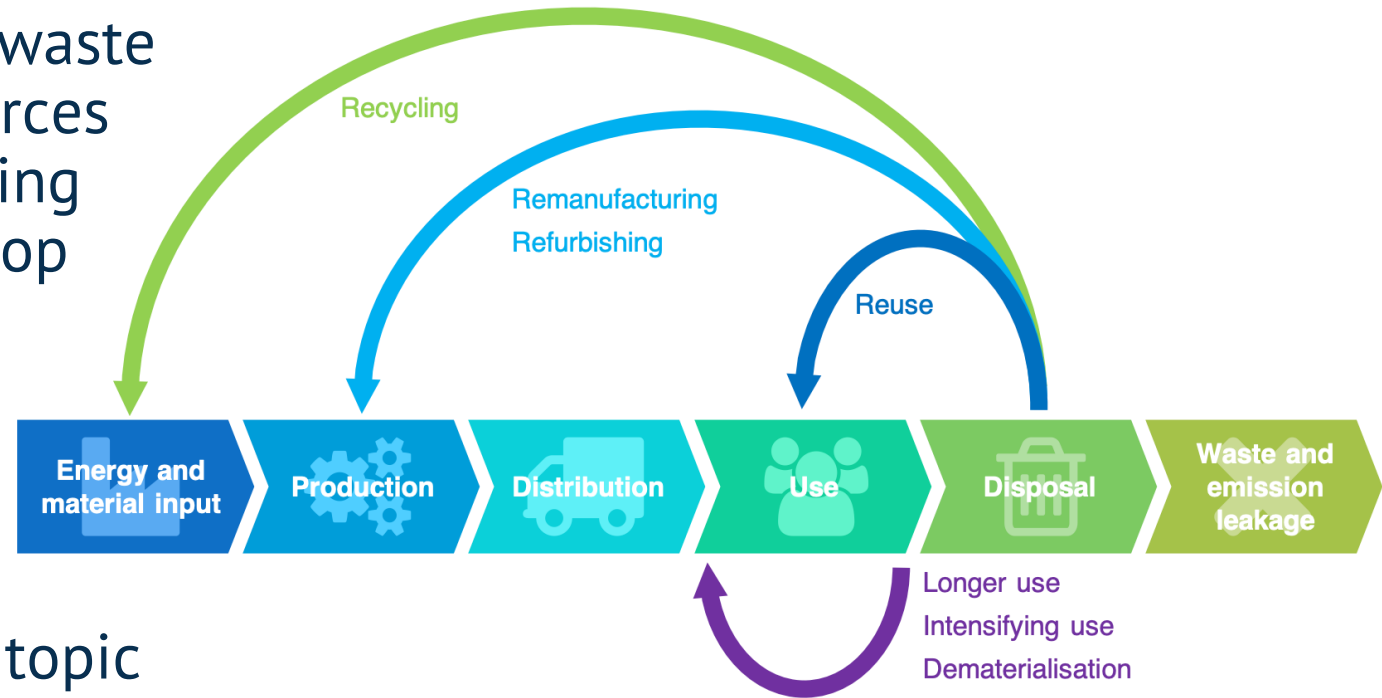 waste
rces
ing
op
topic
Recycling
Remanufacturing
Refurbishing
Reuse
Energy and
material input
Production
Distribution
Use
Disposal
Waste and
emission
leakage
Longer use
Intensifying use
Dematerialisation